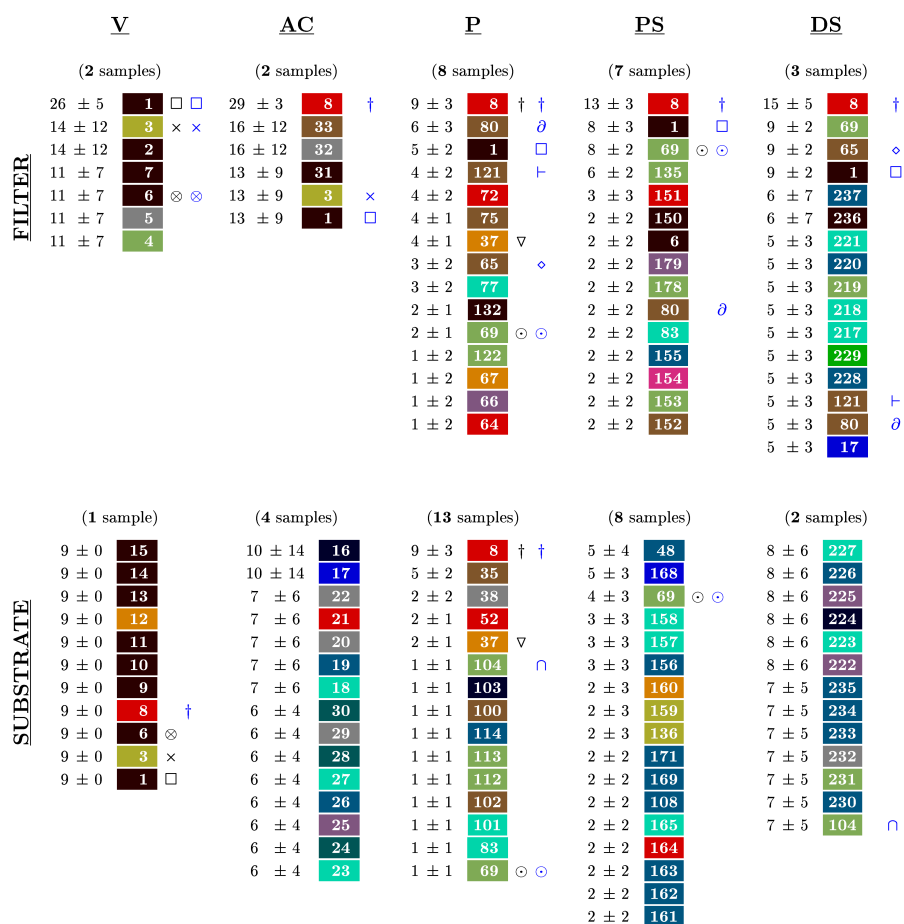 V AC P PS DS
FILTER
(2 samples) (2 samples) (8 samples) (7 samples) (3 samples)
26 ± 5 1 □ □ 29 ± 3 8 † 9 ± 3 8 † † 13 ± 3 8 † 15 ± 5 8 †
14 ± 12 3 × × 16 ± 12 33 6 ± 3 80 ∂ 8 ± 3 1 □ 9 ± 2 69
14 ± 12 2 16 ± 12 32 5 ± 2 1 □ 8 ± 2 69 ⊙ ⊙ 9 ± 2 65 ⋄
11 ± 7 7 13 ± 9 31 4 ± 2 121 ⊢ 6 ± 2 135 9 ± 2 1 □
11 ± 7 6 ⊗ ⊗ 13 ± 9 3 × 4 ± 2 72 3 ± 3 151 6 ± 7 237
11 ± 7 5 13 ± 9 1 □ 4 ± 1 75 2 ± 2 150 6 ± 7 236
11 ± 7 4 4 ± 1 37 ∇ 2 ± 2 6 5 ± 3 221
3 ± 2 65 ⋄ 2 ± 2 179 5 ± 3 220
3 ± 2 77 2 ± 2 178 5 ± 3 219
2 ± 1 132 2 ± 2 80 ∂ 5 ± 3 218
2 ± 1 69 ⊙ ⊙ 2 ± 2 83 5 ± 3 217
1 ± 2 122 2 ± 2 155 5 ± 3 229
1 ± 2 67 2 ± 2 154 5 ± 3 228
1 ± 2 66 2 ± 2 153 5 ± 3 121 ⊢
1 ± 2 64 2 ± 2 152 5 ± 3 80 ∂
5 ± 3 17
SUBSTRATE
(1 sample) (4 samples) (13 samples) (8 samples) (2 samples)
9 ± 0 15 10 ± 14 16 9 ± 3 8 † † 5 ± 4 48 8 ± 6 227
9 ± 0 14 10 ± 14 17 5 ± 2 35 5 ± 3 168 8 ± 6 226
9 ± 0 13 7 ± 6 22 2 ± 2 38 4 ± 3 69 ⊙ ⊙ 8 ± 6 225
9 ± 0 12 7 ± 6 21 2 ± 1 52 3 ± 3 158 8 ± 6 224
9 ± 0 11 7 ± 6 20 2 ± 1 37 ∇ 3 ± 3 157 8 ± 6 223
9 ± 0 10 7 ± 6 19 1 ± 1 104 ∩ 3 ± 3 156 8 ± 6 222
9 ± 0 9 7 ± 6 18 1 ± 1 103 2 ± 3 160 7 ± 5 235
9 ± 0 8 † 6 ± 4 30 1 ± 1 100 2 ± 3 159 7 ± 5 234
9 ± 0 6 ⊗ 6 ± 4 29 1 ± 1 114 2 ± 3 136 7 ± 5 233
9 ± 0 3 × 6 ± 4 28 1 ± 1 113 2 ± 2 171 7 ± 5 232
9 ± 0 1 □ 6 ± 4 27 1 ± 1 112 2 ± 2 169 7 ± 5 231
6 ± 4 26 1 ± 1 102 2 ± 2 108 7 ± 5 230
6 ± 4 25 1 ± 1 101 2 ± 2 165 7 ± 5 104 ∩
6 ± 4 24 1 ± 1 83 2 ± 2 164
6 ± 4 23 1 ± 1 69 ⊙ ⊙ 2 ± 2 163
2 ± 2 162
2 ± 2 161